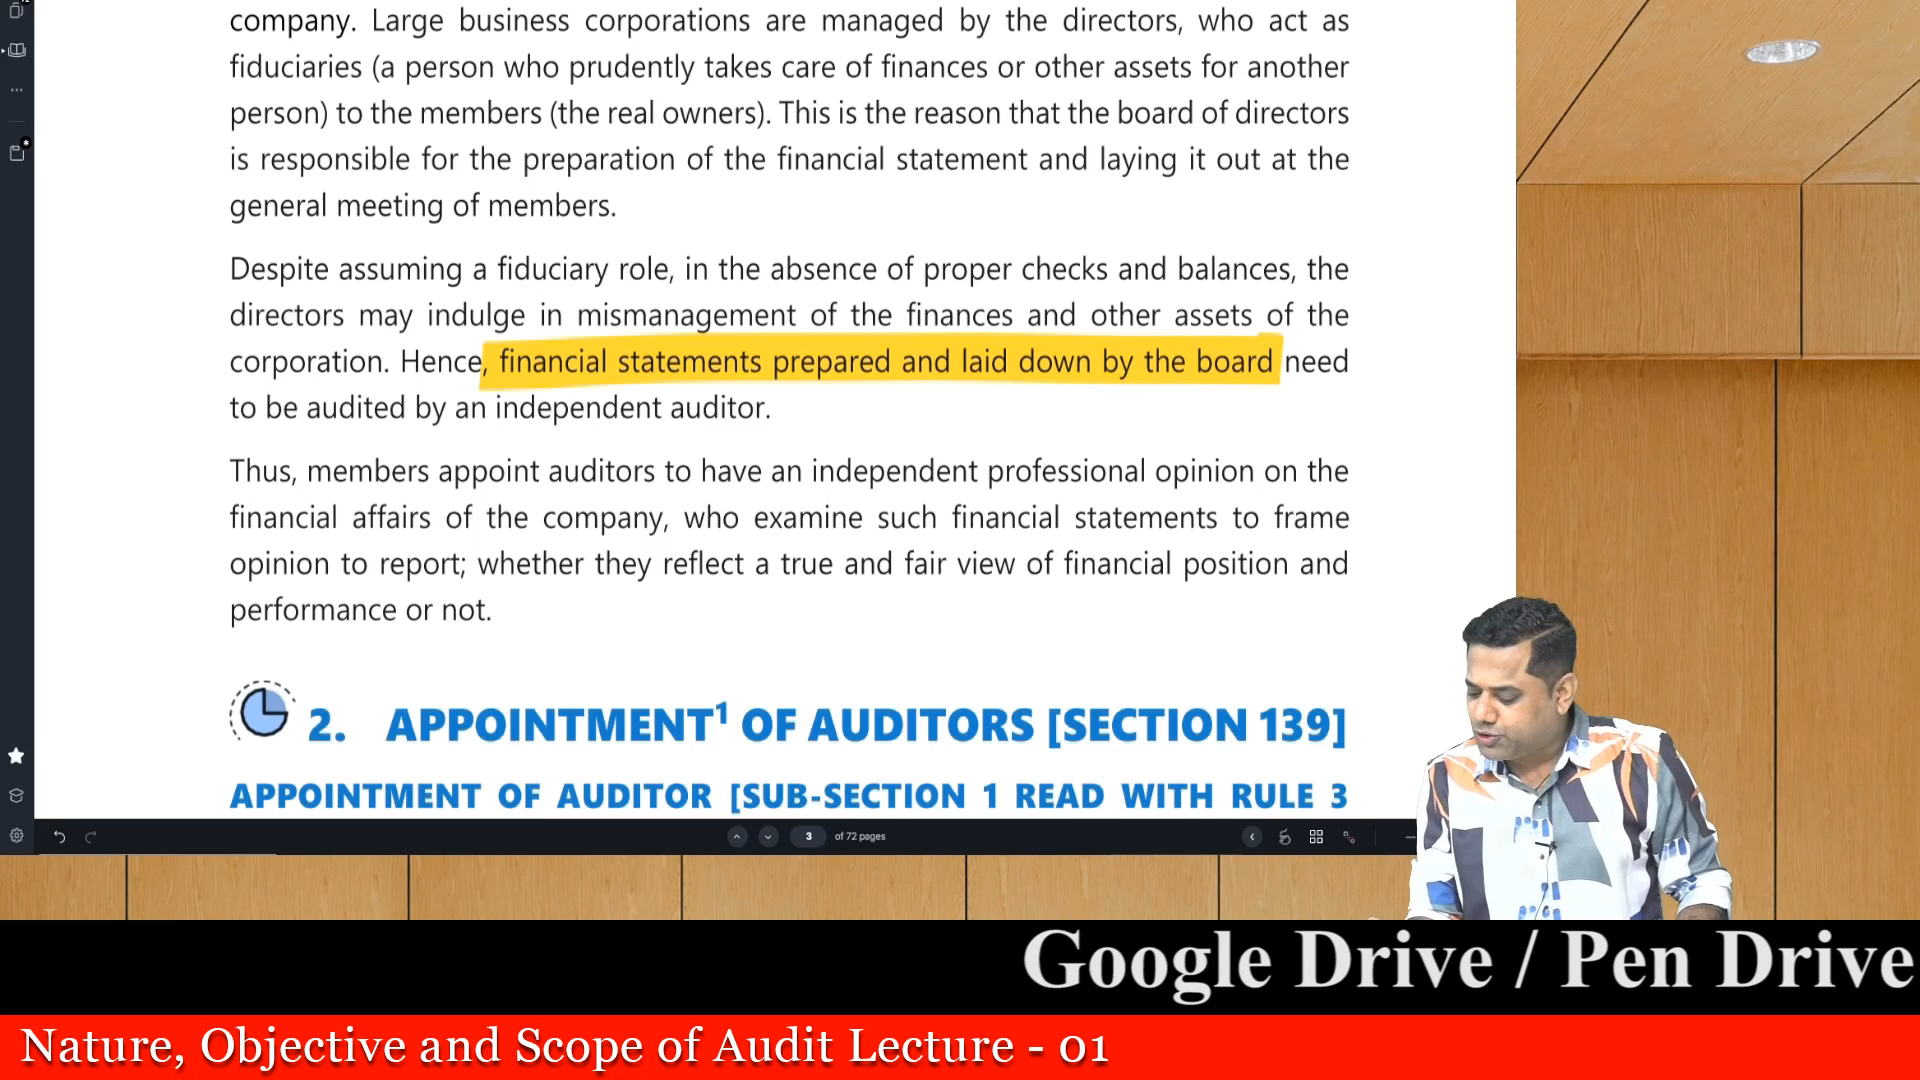 company. Large business corporations are managed by the directors, who act as
fiduciaries (a person who prudently takes care of finances or other assets for another
person) to the members (the real owners). This is the reason that the board of directors
is responsible for the preparation of the financial statement and laying it out at the
general meeting of members.
Despite assuming a fiduciary role, in the absence of proper checks and balances, the
directors may indulge in mismanagement of the finances and other assets of the
corporation. Hence, financial statements prepared and laid down by the board need
to be audited by an independent auditor.
Thus, members appoint auditors to have an independent professional opinion on the
financial affairs of the company, who examine such financial statements to frame
opinion to report; whether they reflect a true and fair view of financial position and
performance or not.
2. APPOINTMENT¹ OF AUDITORS [SECTION 139]
APPOINTMENT OF AUDITOR [SUB-SECTION 1 READ WITH RULE 3
3 of 72 pages
Google Drive / Pen Drive
Nature, Objective and Scope of Audit Lecture - 01